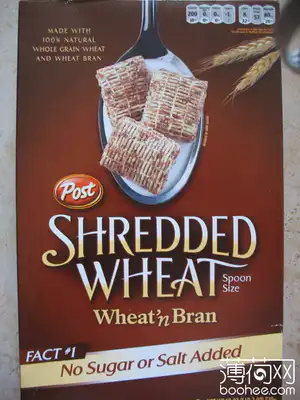 MADE WITH
100% NATURAL
WHOLE GRAIN WHEAT
AND WHEAT BRAN
200
Post
SHREDDED
WHEAT
Spoon
Size
Wheat'n Bran
FACT #1
No Sugar or Salt Added
薄荷网
boohee.com